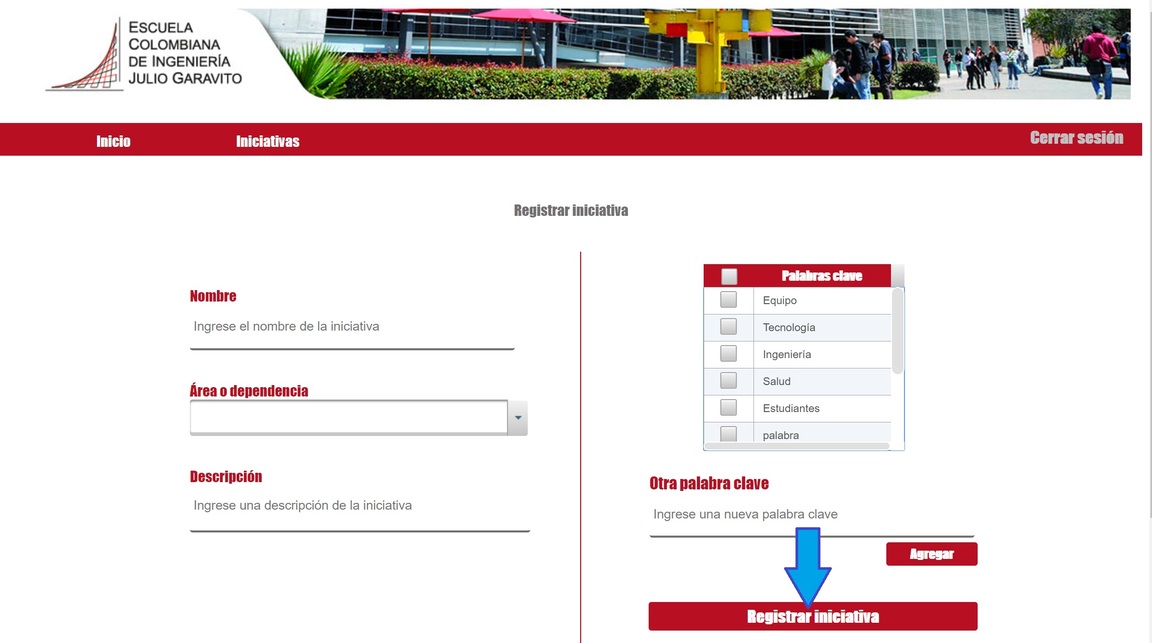 ESCUELA
COLOMBIANA
DE INGENIERÍA
JULIO GARAVITO
Inicio
Iniciativas
Cerrar sesión
Registrar iniciativa
Nombre
Ingrese el nombre de la iniciativa
Área o dependencia
Descripción
Ingrese una descripción de la iniciativa
Palabras clave
Equipo
Tecnología
Ingeniería
Salud
Estudiantes
palabra
Otra palabra clave
Ingrese una nueva palabra clave
Agregar
Registrar iniciativa